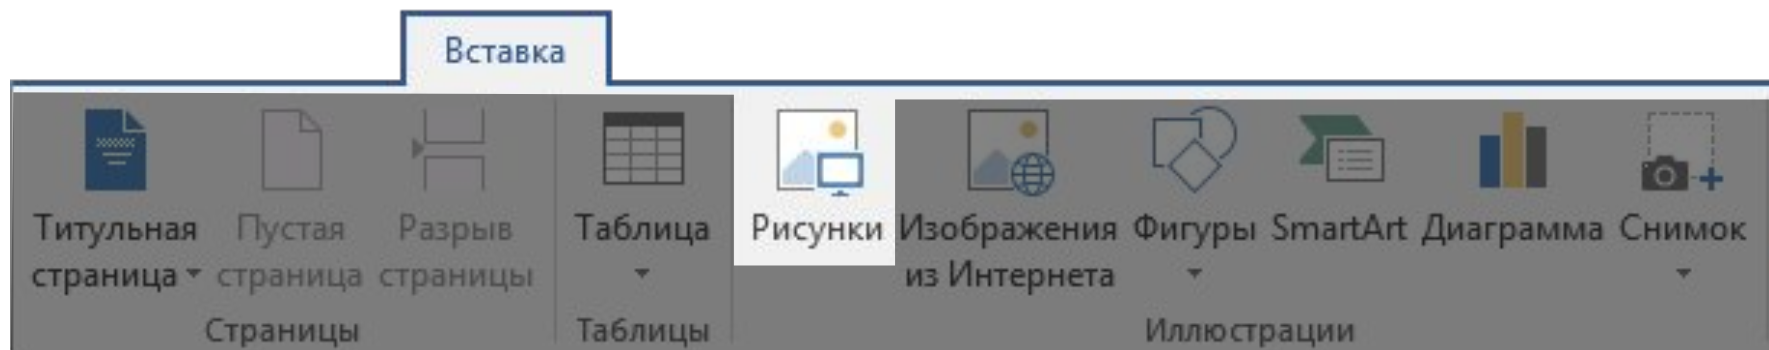 Вставка
Титульная Пустая Разрыв Таблица Рисунки Изображения Фигуры SmartArt Диаграмма Снимок
страница страница страницы из Интернета
Страницы Таблицы Иллюстрации